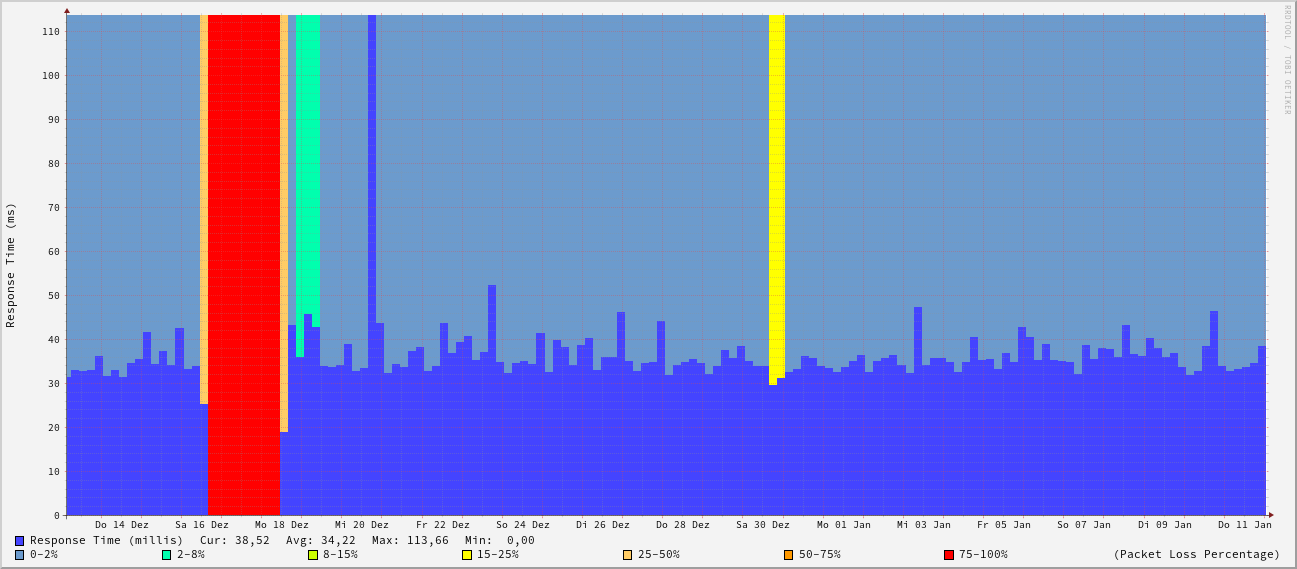 RRDTOOL / TOBI OETIKER
Response Time (ms)
110
100
90
80
70
60
50
40
30
20
10
0
Do 14 Dez Sa 16 Dez Mo 18 Dez Mi 20 Dez Fr 22 Dez So 24 Dez Di 26 Dez Do 28 Dez Sa 30 Dez Mo 01 Jan Mi 03 Jan Fr 05 Jan So 07 Jan Di 09 Jan Do 11 Jan
Response Time (millis) Cur: 38,52 Avg: 34,22 Max: 113,66 Min: 0,00
0-2% 2-8% 8-15% 15-25% 25-50% 50-75% 75-100% (Packet Loss Percentage)